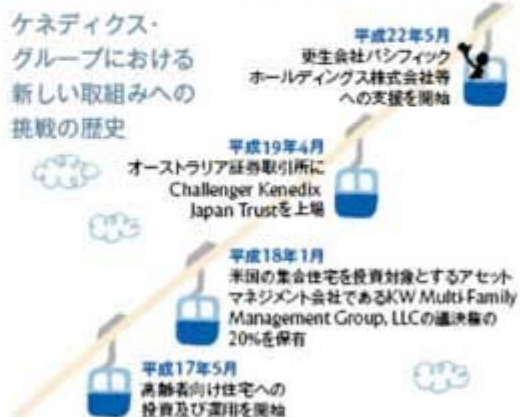 ケネディクス・
グループにおける
新しい取組みへの
挑戦の歴史
平成22年5月
更生会社パシフィック
ホールディングス株式会社等
への支援を開始
平成19年4月
オーストラリア証券取引所に
Challenger Kenedix
Japan Trustを上場
平成18年1月
米国の集合住宅を投資対象とするアセット
マネジメント会社であるKW Multi-Family
Management Group, LLCの議決権の
20%を保有
平成17年5月
高齢者向け住宅への
投資及び運用を開始